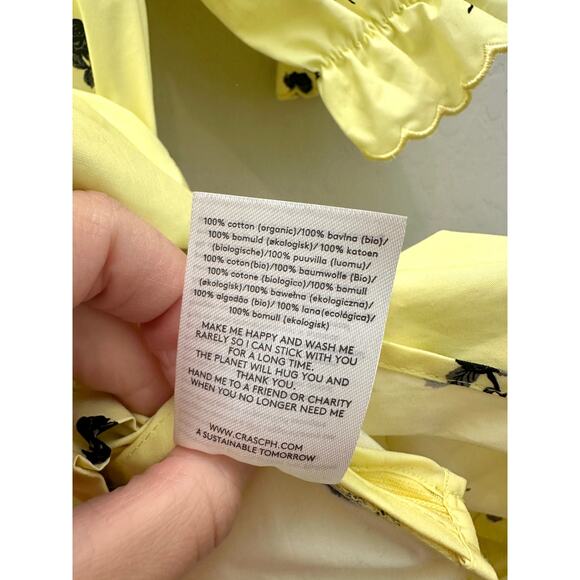 100% cotton (organic)/100% bavlna (bio)/
100% bomuld (økologisk)/ 100% katoen
(biologische)/ 100% puuvilla (luomu)/
100% coton(bio)/ 100% baumwolle (Bio)/
100% cotone (biologico)/ 100% bomull
(økologisk)/100% bawełna (ekologiczna)/
100% algodão (bio)/ 100% lana(ecológica)/
100% bomull (ekologisk)
MAKE ME HAPPY AND WASH ME
RARELY SO I CAN STICK WITH YOU
FOR A LONG TIME.
THE PLANET WILL HUG YOU AND
THANK YOU.
HAND ME TO A FRIEND OR CHARITY
WHEN YOU NO LONGER NEED ME
WWW.CRASCPH.COM
A SUSTAINABLE TOMORROW